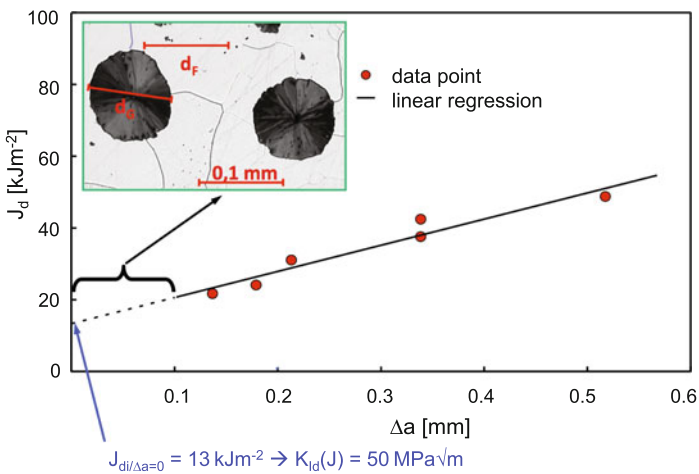 100
80
60
40
20
0
J_d [kJm⁻²]
d_F
d_G
0,1 mm
data point
linear regression
0.1
0.2
0.3
0.4
0.5
0.6
Δa [mm]
J_di/Δa=0 = 13 kJm⁻² → K_Id(J) = 50 MPa√m